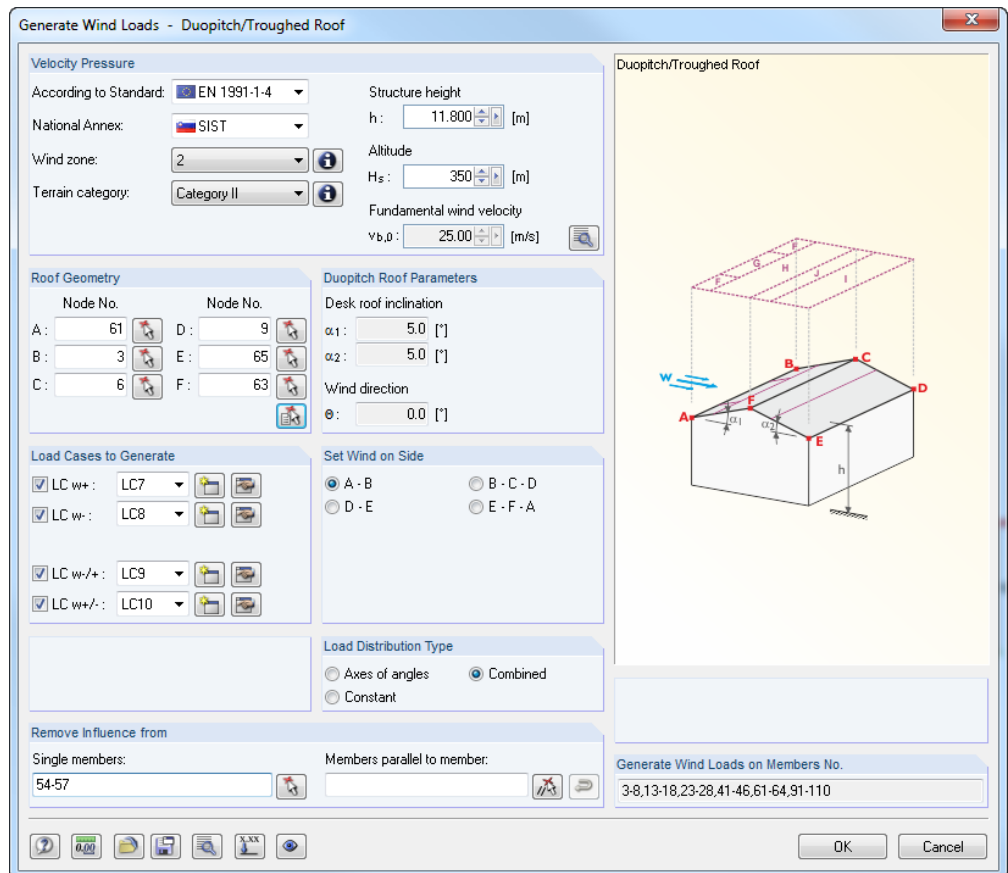 Generate Wind Loads - Duopitch/Troughed Roof
Velocity Pressure
According to Standard: EN 1991-1-4
National Annex: SIST
Wind zone: 2
Terrain category: Category II
Structure height
h: 11.800 [m]
Altitude
Hs: 350 [m]
Fundamental wind velocity
vb,0: 25.00 [m/s]
Roof Geometry
Node No. Node No.
A: 61 D: 9
B: 3 E: 65
C: 6 F: 63
Duopitch Roof Parameters
Desk roof inclination
α1: 5.0 [°]
α2: 5.0 [°]
Wind direction
Θ: 0.0 [°]
Load Cases to Generate
LC w+: LC7
LC w-: LC8
LC w-/+: LC9
LC w+/-: LC10
Set Wind on Side
A - B B - C - D
D - E E - F - A
Load Distribution Type
Axes of angles Combined
Constant
Remove Influence from
Single members: Members parallel to member:
54-57
Duopitch/Troughed Roof
F
G
H
J
I
F
W
B
C
F
D
A
α1
α2
E
h
Generate Wind Loads on Members No.
3-8,13-18,23-28,41-46,61-64,91-110
0.00
x.xx
OK Cancel